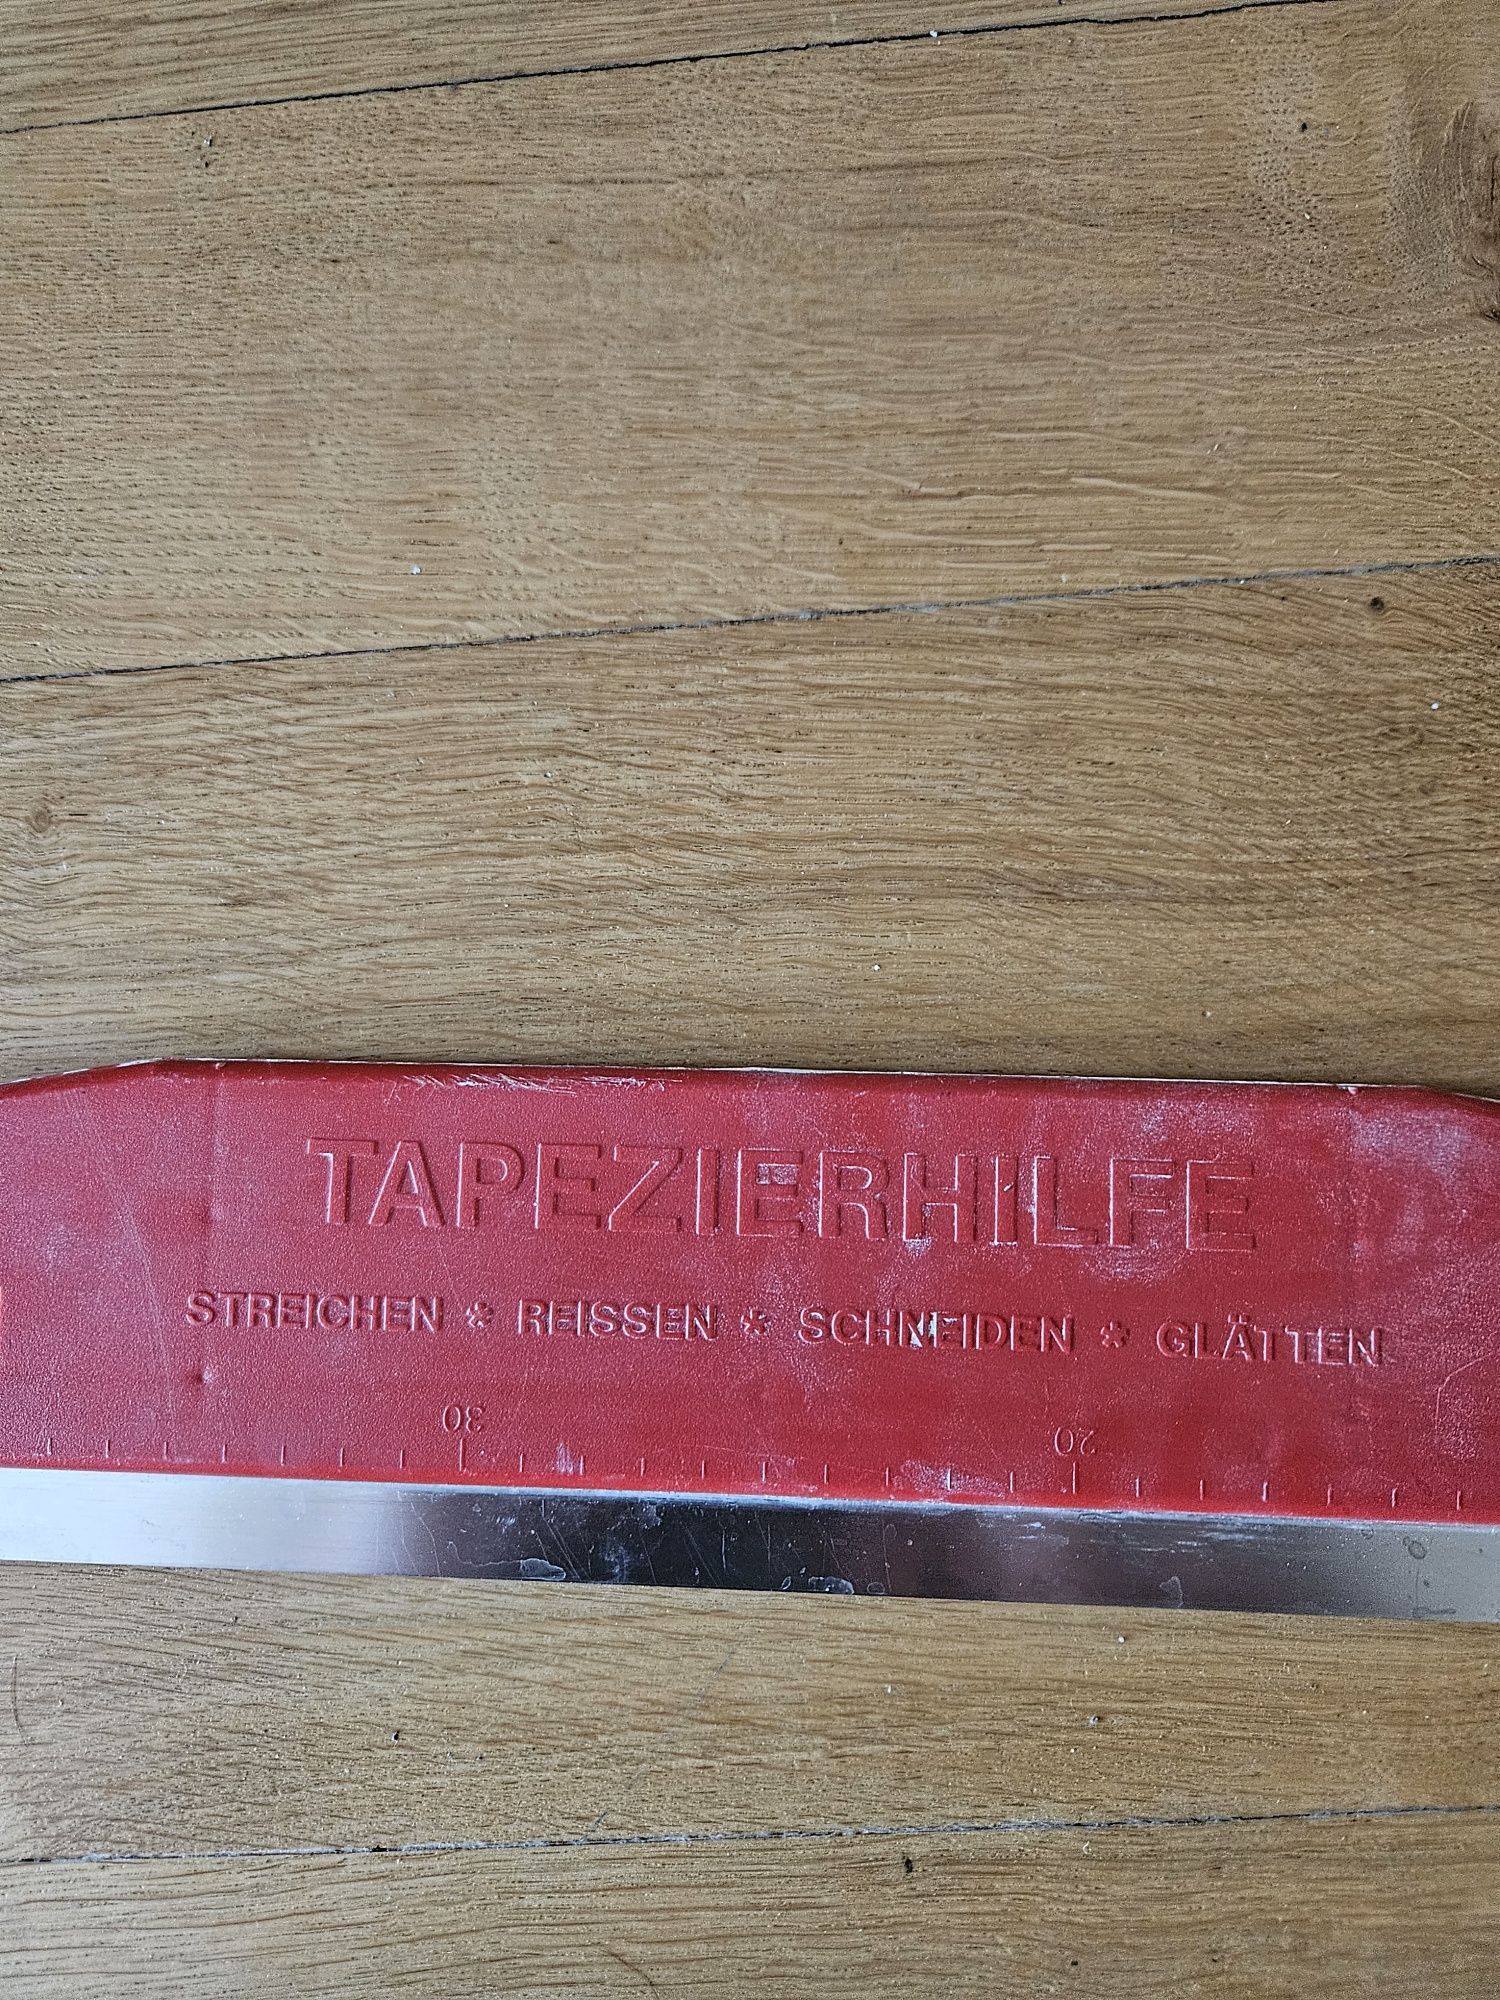 TAPEZIERHILFE
STREICHEN * REISSEN * SCHNEIDEN * GLÄTTEN
30 20